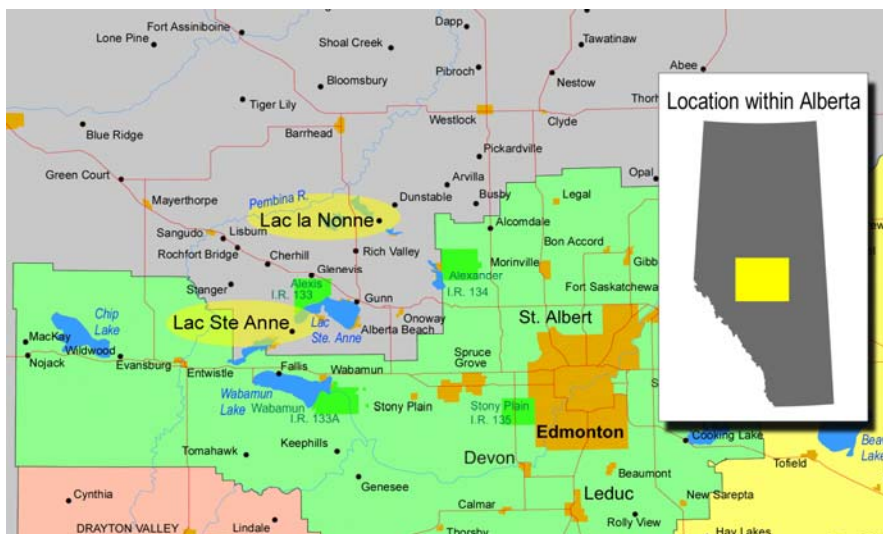 Fort Assiniboine
Dapp
Lone Pine
Shoal Creek
Tawatinaw
Pibroch
Abee
Bloomsbury
Nestow
Tiger Lily
Westlock
Clyde
Blue Ridge
Barrhead
Pickardville
Green Court
Arvilla
Opal
Mayerthorpe
Pembina R.
Dunstable
Busby
Legal
Lac la Nonne
Sangudo
Lisburn
Alcomdale
Rochfort Bridge
Rich Valley
Bon Accord
Cherhill
Morinville
Glenevis
Alexander
I.R. 134
Stanger
Alexis
I.R. 133
Gunn
Fort Saskatchewa
Chip
Lake
Lac Ste Anne
Lac
Ste. Anne
Onoway
Alberta Beach
St. Albert
MacKay
Wildwood
Nojack
Evansburg
Entwistle
Fallis
Wabamun
Spruce
Grove
Wabamun
Lake
Wabamun
I.R. 133A
Stony Plain
Stony Plain
I.R. 135
Edmonton
Cooking Lake
Tomahawk
Keephills
Devon
Tofield
Genesee
Beaumont
Cynthia
Calmar
Leduc
New Sarepta
DRAYTON VALLEY
Lindale
Thorsby
Rolly View
Hay Lakes
Location within Alberta